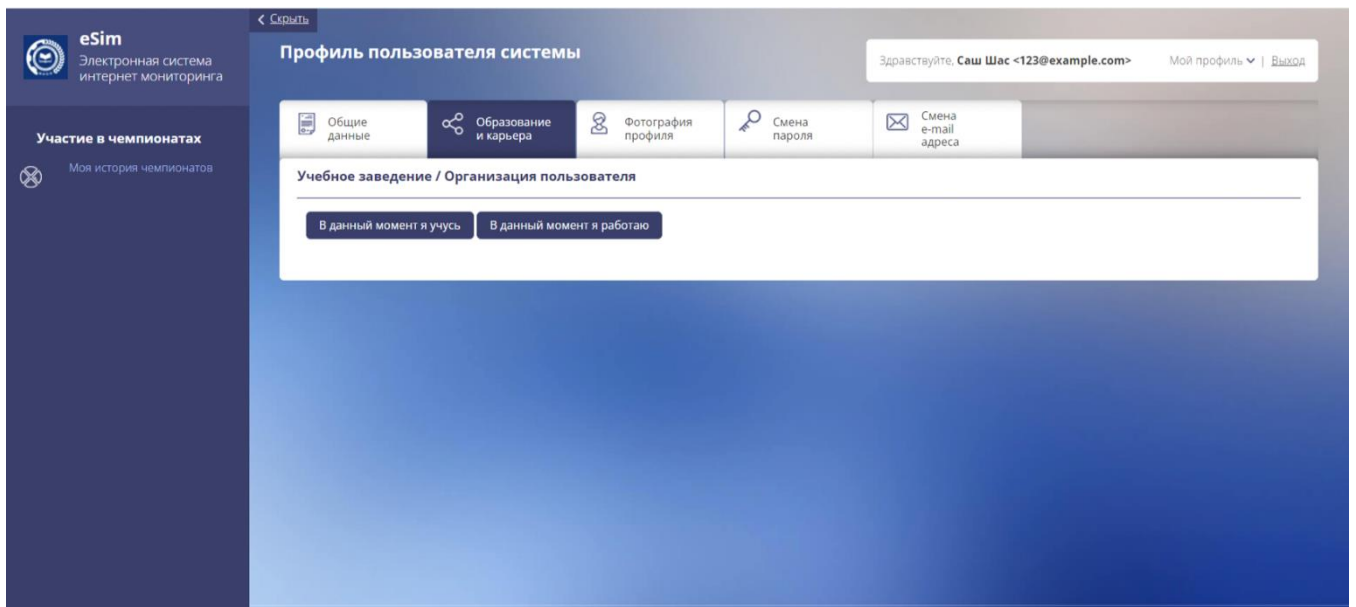 Скрыть
eSim
Электронная система
интернет мониторинга
Профиль пользователя системы
Здравствуйте, Саш Шас <123@example.com>
Мой профиль | Выход
Участие в чемпионатах
Моя история чемпионатов
Общие
данные
Образование
и карьера
Фотография
профиля
Смена
пароля
Смена
e-mail
адреса
Учебное заведение / Организация пользователя
В данный момент я учусь
В данный момент я работаю